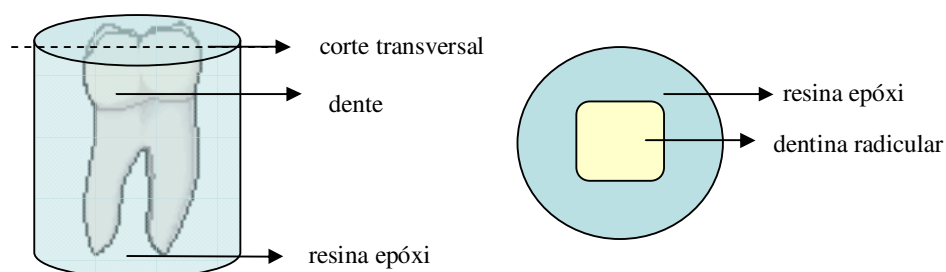 corte transversal
dente
resina epóxi
resina epóxi
dentina radicular